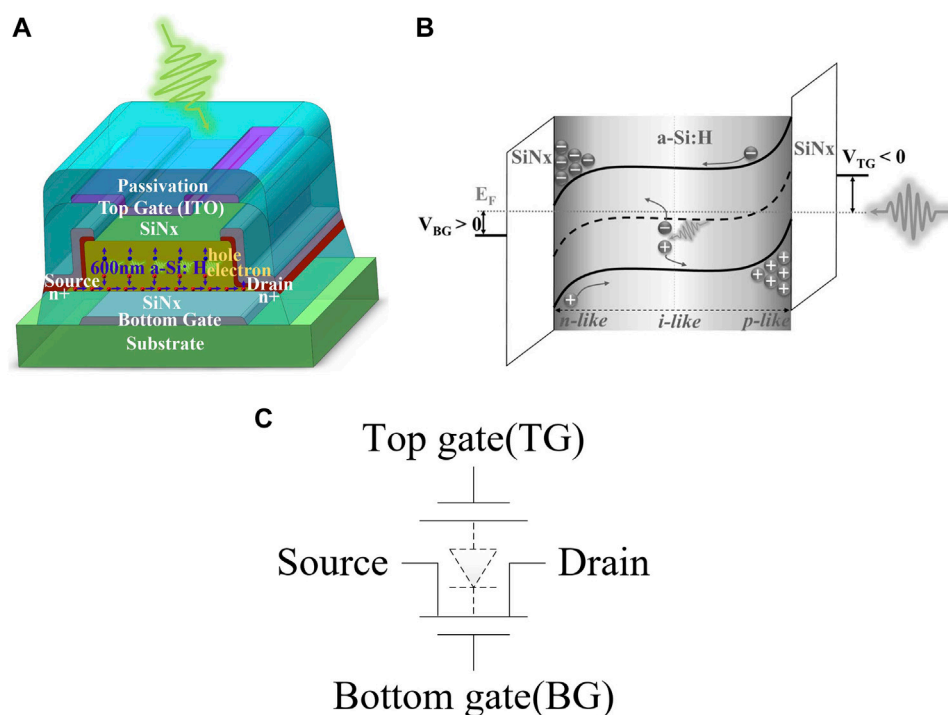 A
Passivation
Top Gate (ITO)
SiNx
hole
600nm a-Si: H
electron
Source
n+
Drain
n+
SiNx
Bottom Gate
Substrate
B
a-Si:H
SiNx
SiNx
V_TG < 0
E_F
V_BG > 0
n-like
i-like
p-like
C
Top gate(TG)
Source
Drain
Bottom gate(BG)